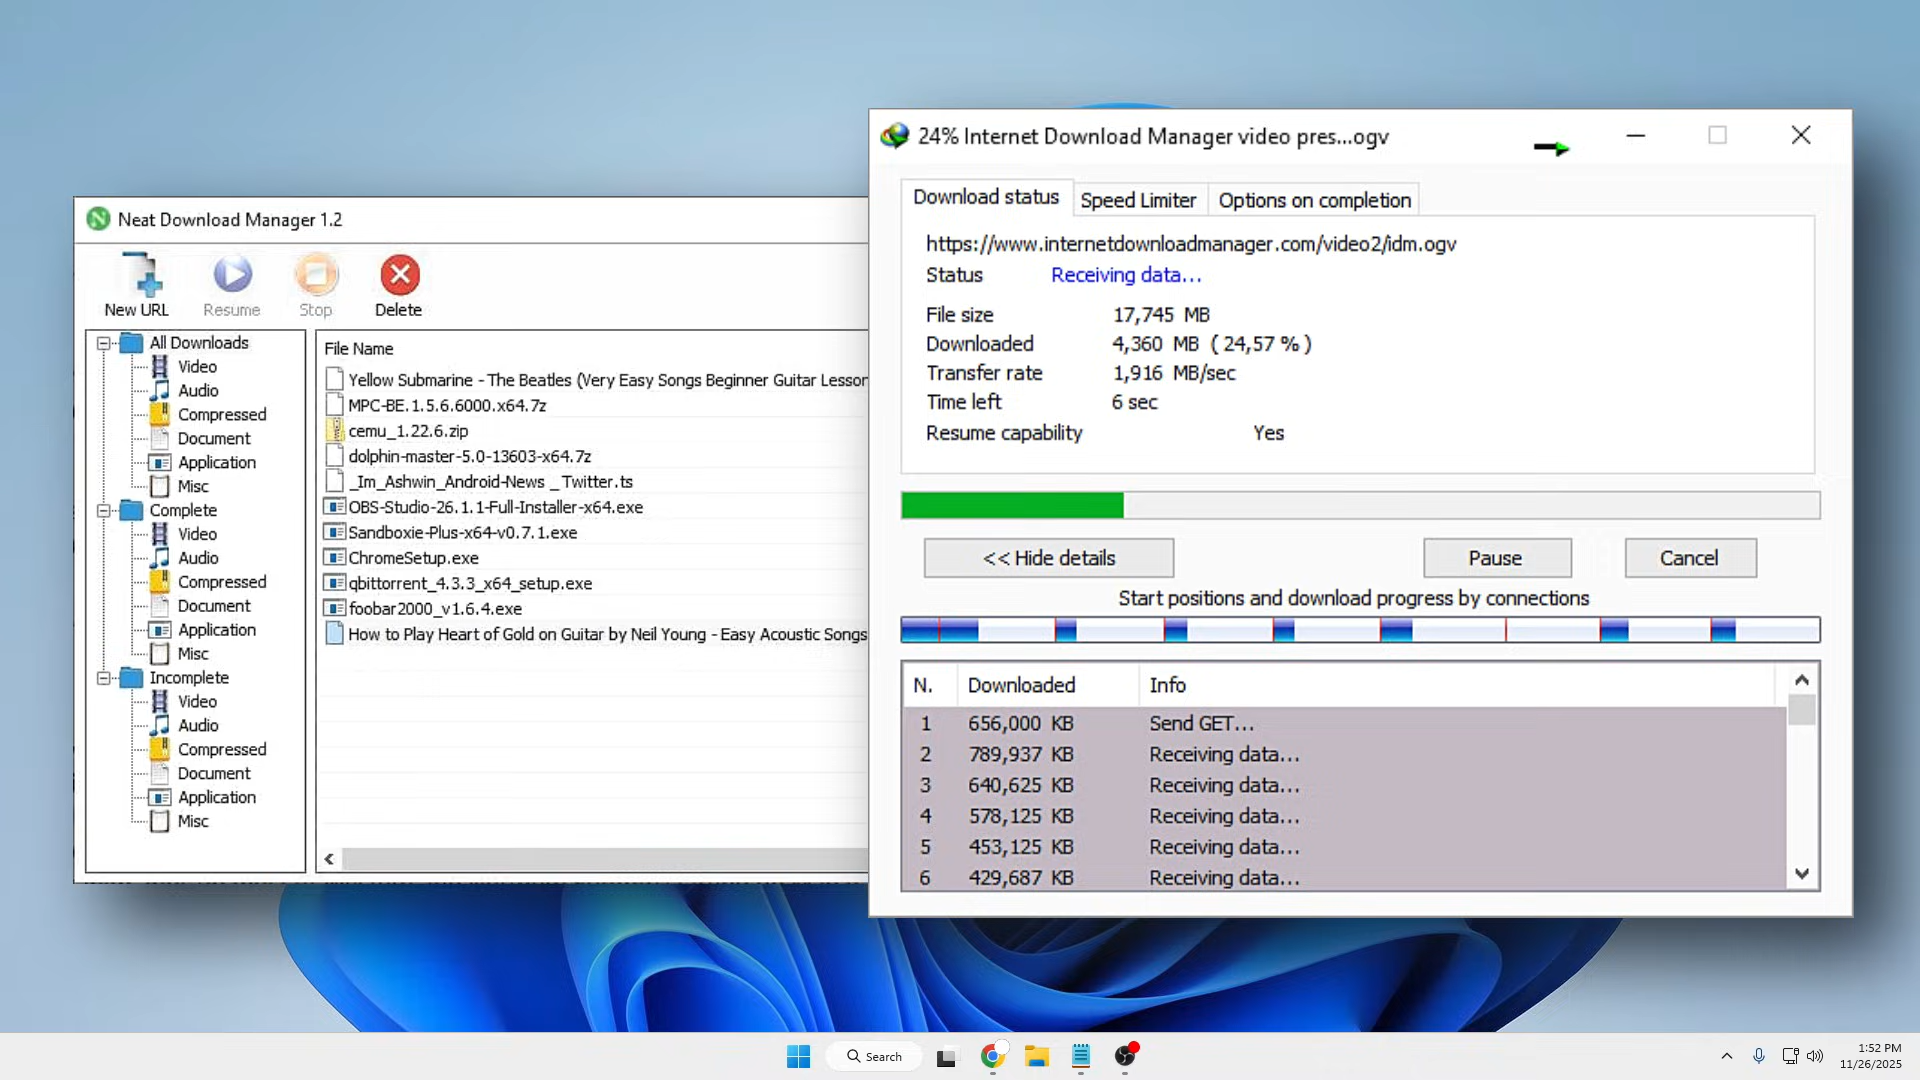 Neat Download Manager 1.2
New URL
Resume
Stop
Delete
All Downloads
Video
Audio
Compressed
Document
Application
Misc
Complete
Video
Audio
Compressed
Document
Application
Misc
Incomplete
Video
Audio
Compressed
Document
Application
Misc
File Name
Yellow Submarine - The Beatles (Very Easy Songs Beginner Guitar Lesson
MPC-BE.1.5.6.6000.x64.7z
cemu_1.22.6.zip
dolphin-master-5.0-13603-x64.7z
_Im_Ashwin_Android-News _ Twitter.ts
OBS-Studio-26.1.1-Full-Installer-x64.exe
Sandboxie-Plus-x64-v0.7.1.exe
ChromeSetup.exe
qbittorrent_4.3.3_x64_setup.exe
foobar2000_v1.6.4.exe
How to Play Heart of Gold on Guitar by Neil Young - Easy Acoustic Songs
24% Internet Download Manager video pres...ogv
Download status
Speed Limiter
Options on completion
https://www.internetdownloadmanager.com/video2/idm.ogv
Status Receiving data...
File size 17,745 MB
Downloaded 4,360 MB ( 24,57 % )
Transfer rate 1,916 MB/sec
Time left 6 sec
Resume capability Yes
<< Hide details
Pause
Cancel
Start positions and download progress by connections
N. Downloaded Info
1 656,000 KB Send GET...
2 789,937 KB Receiving data...
3 640,625 KB Receiving data...
4 578,125 KB Receiving data...
5 453,125 KB Receiving data...
6 429,687 KB Receiving data...
Search
1:52 PM
11/26/2025